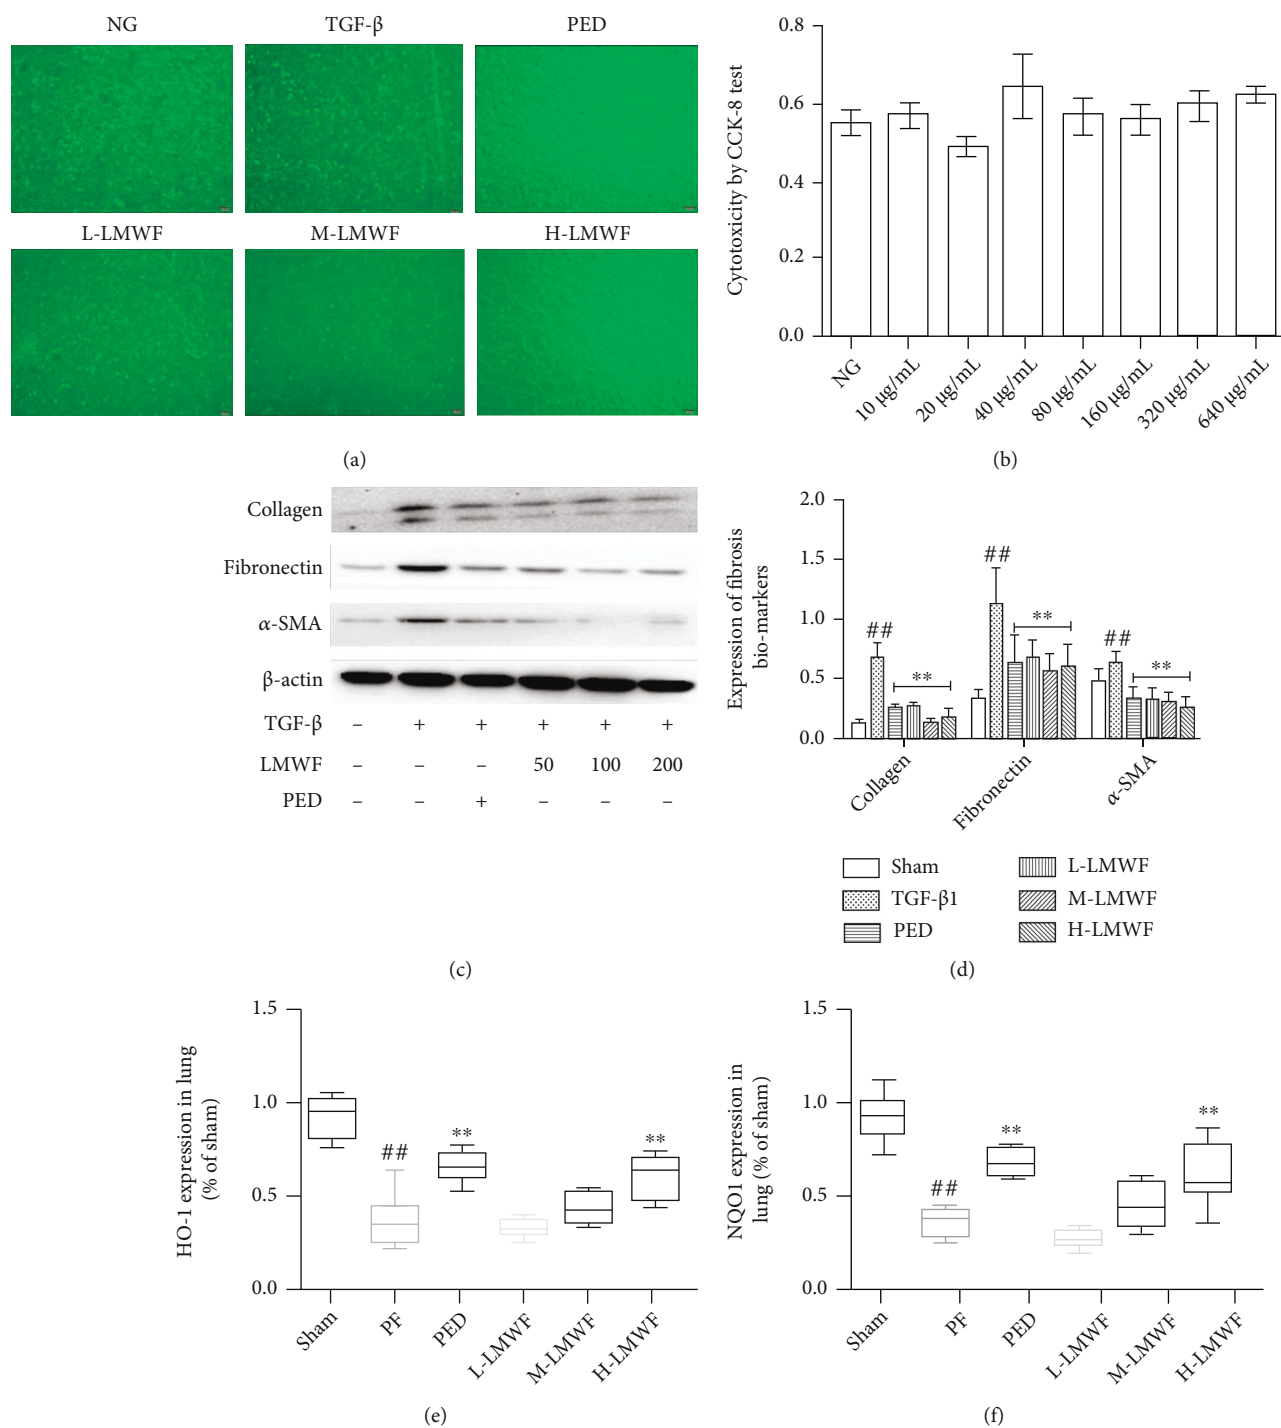 NG TGF-β PED
L-LMWF M-LMWF H-LMWF
(a)
Cytotoxicity by CCK-8 test
0.8
0.6
0.4
0.2
0.0
NG 10 μg/mL 20 μg/mL 40 μg/mL 80 μg/mL 160 μg/mL 320 μg/mL 640 μg/mL
(b)
Collagen
Fibronectin
α-SMA
β-actin
TGF-β – + + + + +
LMWF – – – 50 100 200
PED – – + – – –
(c)
Expression of fibrosis
bio-markers
2.0
1.5
1.0
0.5
0.0
## ** ## ** ## **
Collagen Fibronectin α-SMA
Sham L-LMWF
TGF-β1 M-LMWF
PED H-LMWF
(d)
HO-1 expression in lung
(% of sham)
1.5
1.0
0.5
0.0
## ** **
Sham PF PED L-LMWF M-LMWF H-LMWF
(e)
NQO1 expression in
lung (% of sham)
1.5
1.0
0.5
0.0
## ** **
Sham PF PED L-LMWF M-LMWF H-LMWF
(f)